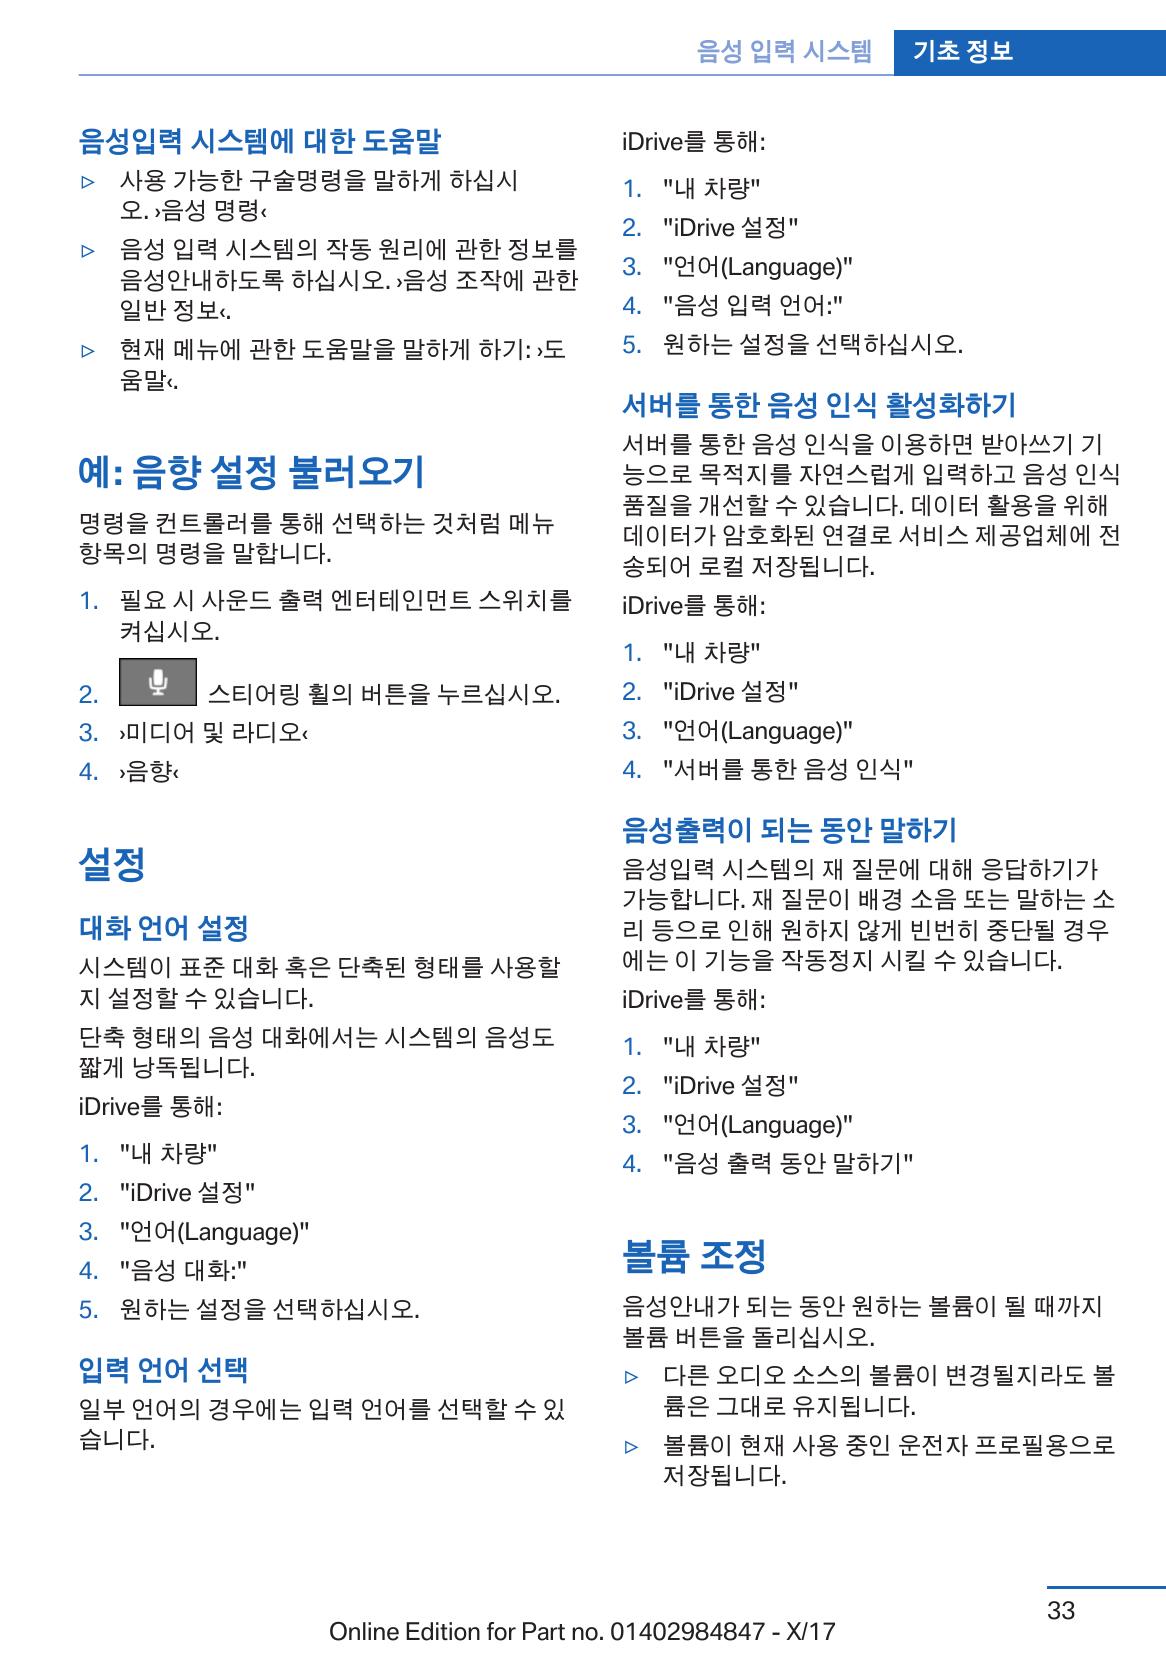 음성 입력 시스템 기초 정보
음성입력 시스템에 대한 도움말
▷ 사용 가능한 구술명령을 말하게 하십시
오. ›음성 명령‹
▷ 음성 입력 시스템의 작동 원리에 관한 정보를
음성안내하도록 하십시오. ›음성 조작에 관한
일반 정보‹.
▷ 현재 메뉴에 관한 도움말을 말하게 하기: ›도
움말‹.
예: 음향 설정 불러오기
명령을 컨트롤러를 통해 선택하는 것처럼 메뉴
항목의 명령을 말합니다.
1. 필요 시 사운드 출력 엔터테인먼트 스위치를
켜십시오.
2. 스티어링 휠의 버튼을 누르십시오.
3. ›미디어 및 라디오‹
4. ›음향‹
설정
대화 언어 설정
시스템이 표준 대화 혹은 단축된 형태를 사용할
지 설정할 수 있습니다.
단축 형태의 음성 대화에서는 시스템의 음성도
짧게 낭독됩니다.
iDrive를 통해:
1. "내 차량"
2. "iDrive 설정"
3. "언어(Language)"
4. "음성 대화:"
5. 원하는 설정을 선택하십시오.
입력 언어 선택
일부 언어의 경우에는 입력 언어를 선택할 수 있
습니다.
iDrive를 통해:
1. "내 차량"
2. "iDrive 설정"
3. "언어(Language)"
4. "음성 입력 언어:"
5. 원하는 설정을 선택하십시오.
서버를 통한 음성 인식 활성화하기
서버를 통한 음성 인식을 이용하면 받아쓰기 기
능으로 목적지를 자연스럽게 입력하고 음성 인식
품질을 개선할 수 있습니다. 데이터 활용을 위해
데이터가 암호화된 연결로 서비스 제공업체에 전
송되어 로컬 저장됩니다.
iDrive를 통해:
1. "내 차량"
2. "iDrive 설정"
3. "언어(Language)"
4. "서버를 통한 음성 인식"
음성출력이 되는 동안 말하기
음성입력 시스템의 재 질문에 대해 응답하기가
가능합니다. 재 질문이 배경 소음 또는 말하는 소
리 등으로 인해 원하지 않게 빈번히 중단될 경우
에는 이 기능을 작동정지 시킬 수 있습니다.
iDrive를 통해:
1. "내 차량"
2. "iDrive 설정"
3. "언어(Language)"
4. "음성 출력 동안 말하기"
볼륨 조정
음성안내가 되는 동안 원하는 볼륨이 될 때까지
볼륨 버튼을 돌리십시오.
▷ 다른 오디오 소스의 볼륨이 변경될지라도 볼
륨은 그대로 유지됩니다.
▷ 볼륨이 현재 사용 중인 운전자 프로필용으로
저장됩니다.
33
Online Edition for Part no. 01402984847 - X/17